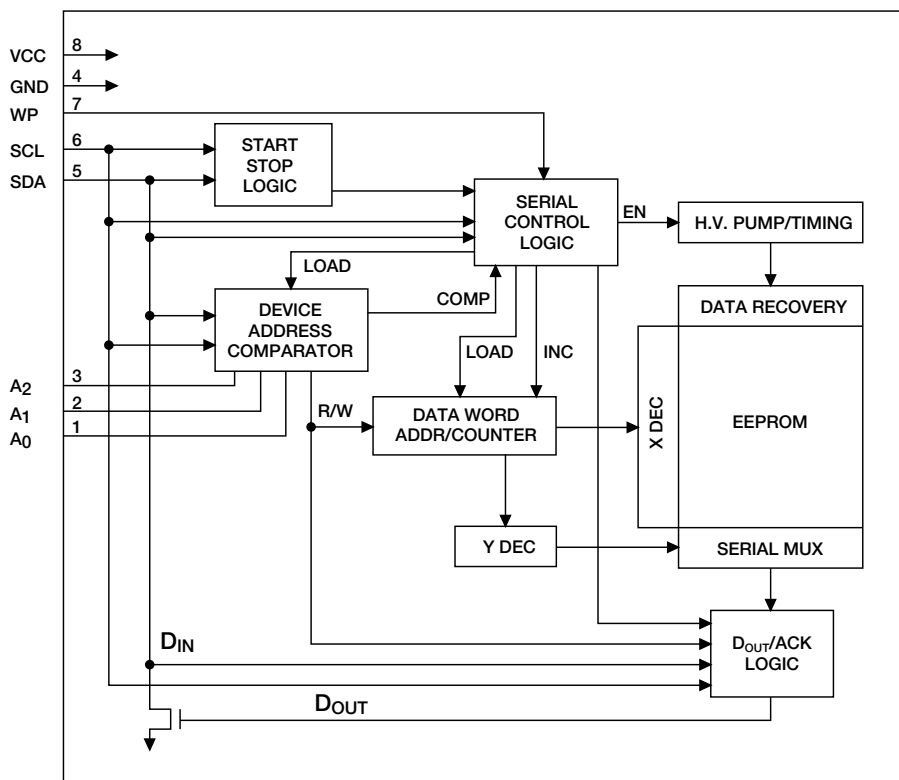 VCC 8
GND 4
WP 7
SCL 6
SDA 5
START
STOP
LOGIC
SERIAL
CONTROL
LOGIC
EN
H.V. PUMP/TIMING
LOAD
COMP
DEVICE
ADDRESS
COMPARATOR
DATA RECOVERY
LOAD
INC
A2 3
A1 2
A0 1
R/W
DATA WORD
ADDR/COUNTER
X DEC
EEPROM
Y DEC
SERIAL MUX
DIN
DOUT/ACK
LOGIC
DOUT